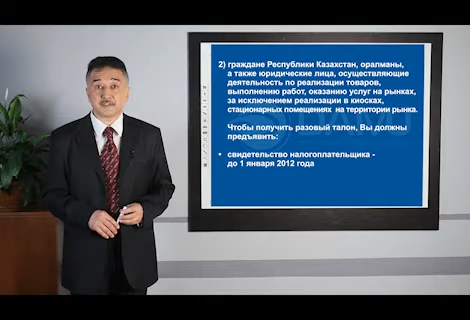 2) граждане Республики Казахстан, оралманы,
а также юридические лица, осуществляющие
деятельность по реализации товаров,
выполнению работ, оказанию услуг на рынках,
за исключением реализации в киосках,
стационарных помещениях на территории рынка.
Чтобы получить разовый талон, Вы должны
предъявить:
свидетельство налогоплательщика -
до 1 января 2012 года